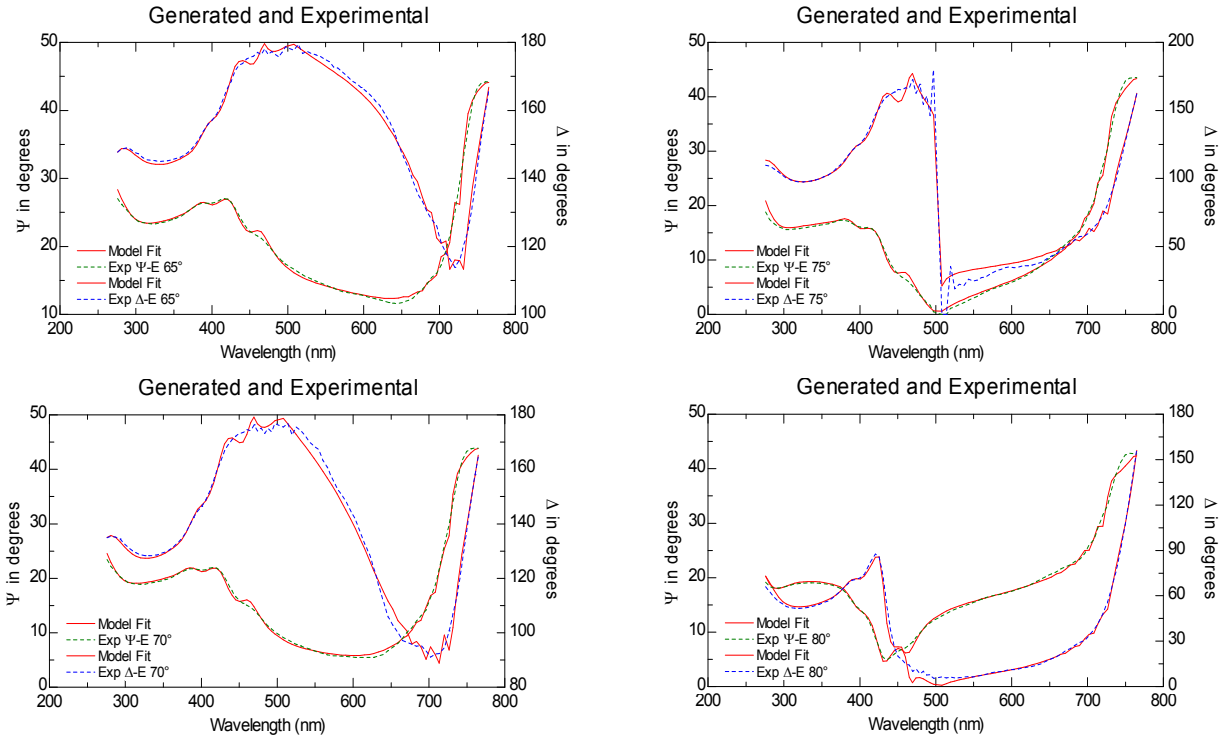 Generated and Experimental
50
40
30
20
10
180
160
140
120
100
Ψ in degrees
Δ in degrees
Model Fit
Exp Ψ-E 65°
Model Fit
Exp Δ-E 65°
200 300 400 500 600 700 800
Wavelength (nm)
Generated and Experimental
50
40
30
20
10
0
200
150
100
50
0
Ψ in degrees
Δ in degrees
Model Fit
Exp Ψ-E 75°
Model Fit
Exp Δ-E 75°
200 300 400 500 600 700 800
Wavelength (nm)
Generated and Experimental
50
40
30
20
10
0
180
160
140
120
100
80
Ψ in degrees
Δ in degrees
Model Fit
Exp Ψ-E 70°
Model Fit
Exp Δ-E 70°
200 300 400 500 600 700 800
Wavelength (nm)
Generated and Experimental
50
40
30
20
10
0
180
150
120
90
60
30
0
Ψ in degrees
Δ in degrees
Model Fit
Exp Ψ-E 80°
Model Fit
Exp Δ-E 80°
200 300 400 500 600 700 800
Wavelength (nm)